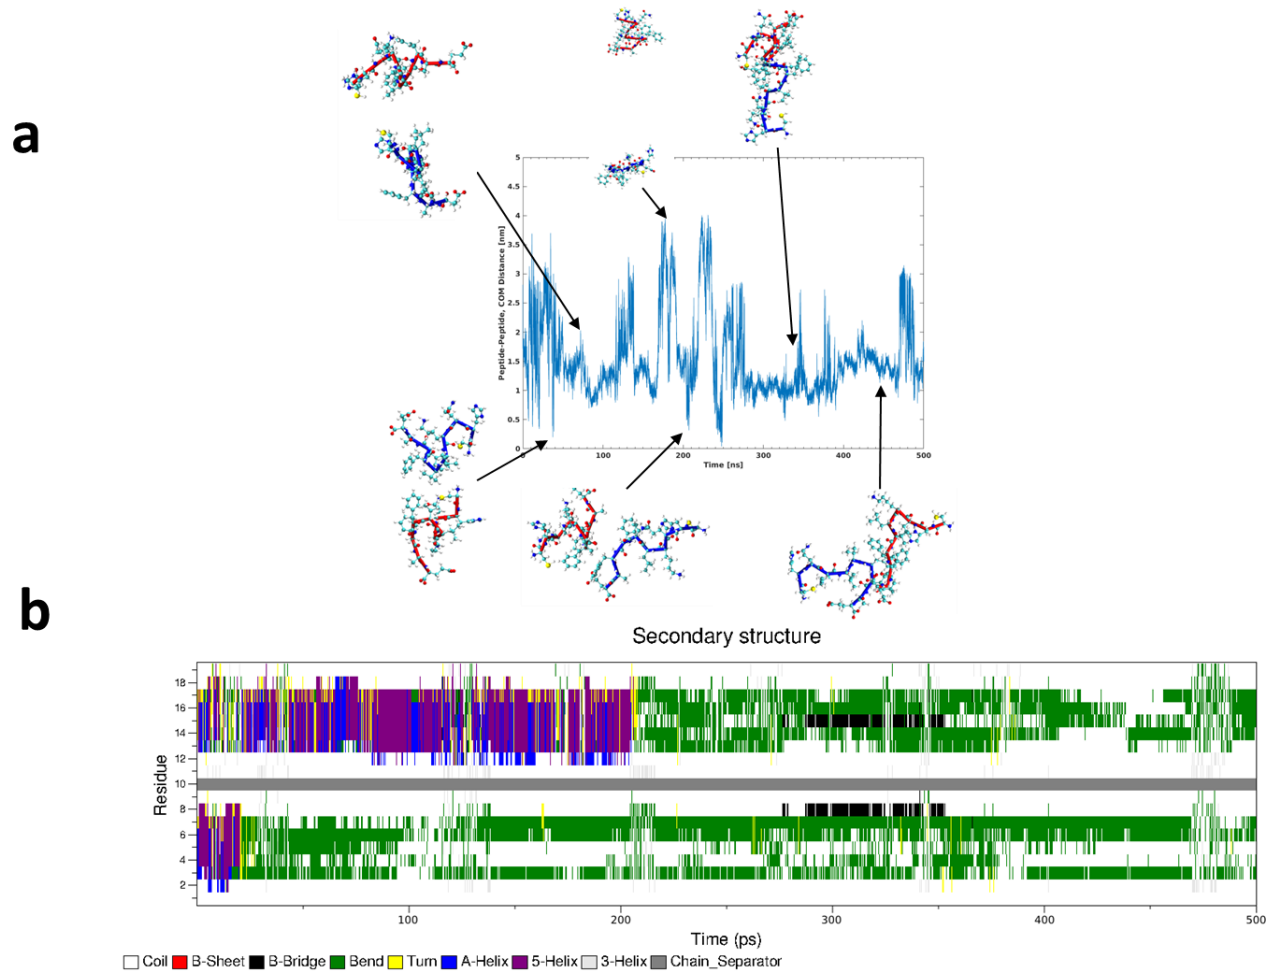 a
5
4.5
4
3.5
3
2.5
2
1.5
1
0.5
0
Peptide-Peptide, COM Distance [nm]
0 100 200 300 400 500
Time [ns]
b
Secondary structure
18
16
14
12
10
8
6
4
2
Residue
100 200 300 400 500
Time (ps)
Coil B-Sheet B-Bridge Bend Turn A-Helix 5-Helix 3-Helix Chain_Separator